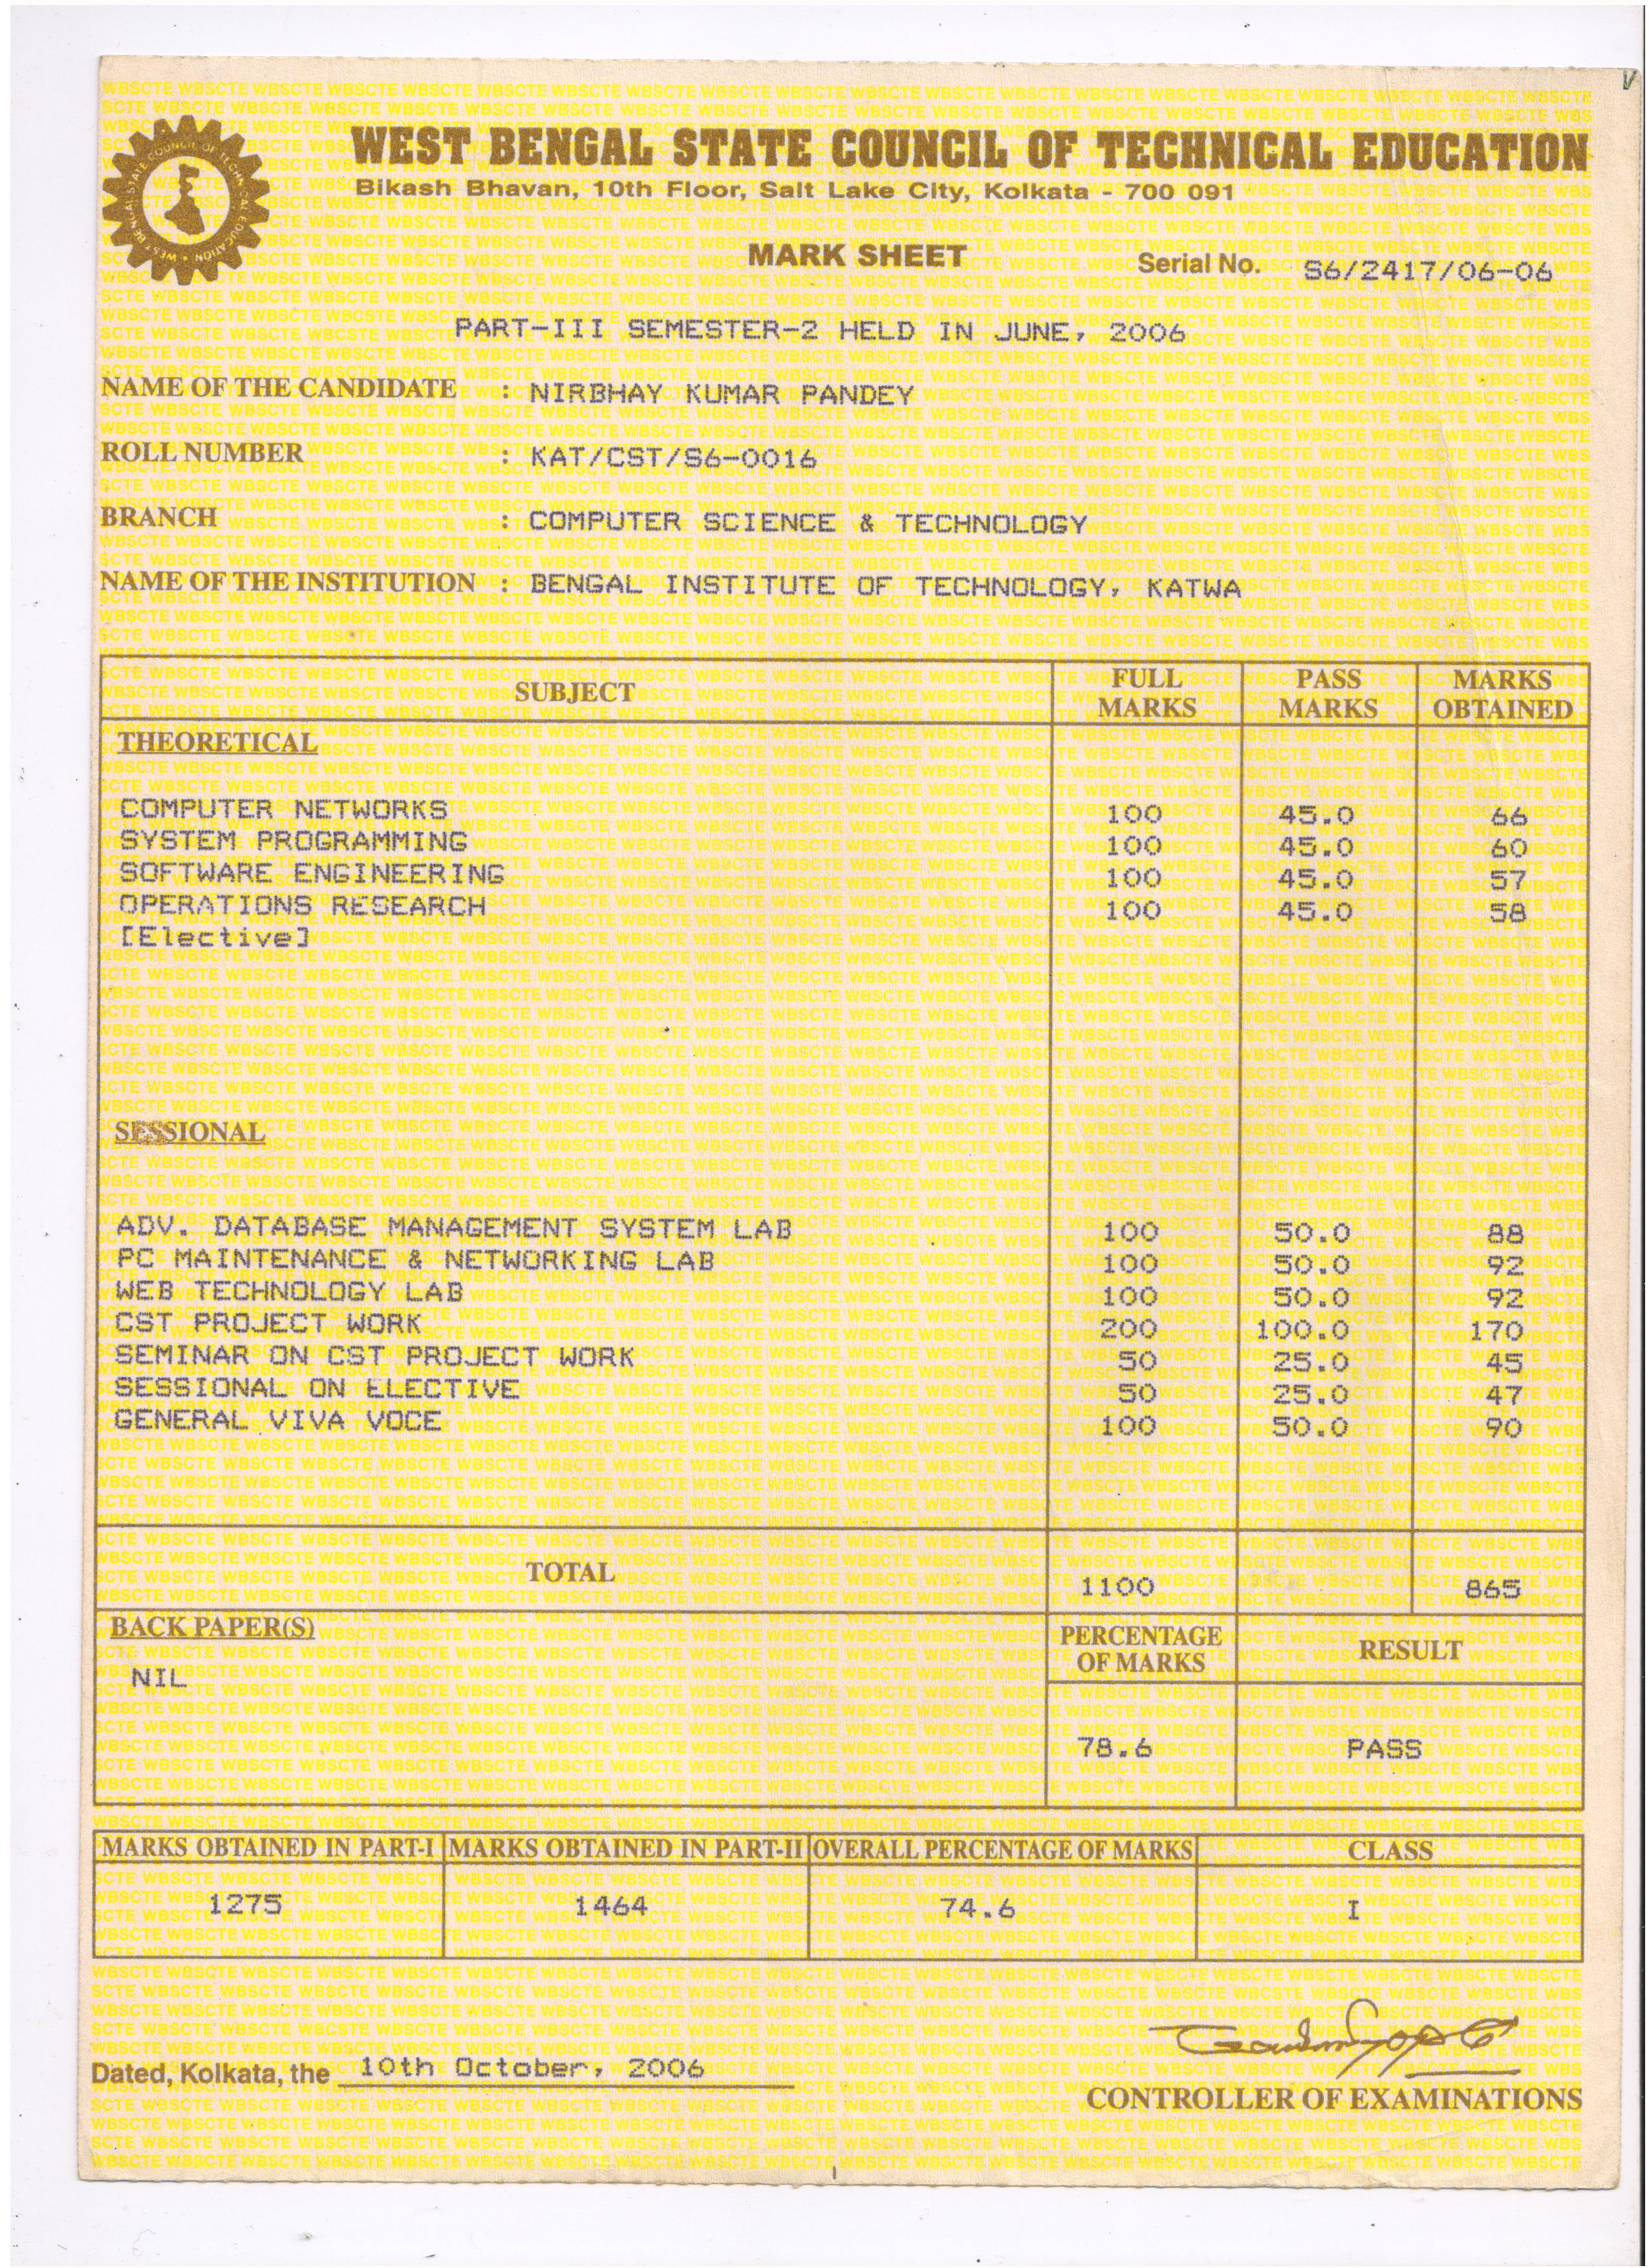 WEST BENGAL STATE COUNCIL OF TECHNICAL EDUCATION
Bikash Bhavan, 10th Floor, Salt Lake City, Kolkata - 700 091
WEST BENGAL STATE COUNCIL OF TECHNICAL EDUCATION
MARK SHEET
Serial No. S6/2417/06-06
PART-III SEMESTER-2 HELD IN JUNE, 2006
NAME OF THE CANDIDATE : NIRBHAY KUMAR PANDEY
ROLL NUMBER : KAT/CST/S6-0016
BRANCH : COMPUTER SCIENCE & TECHNOLOGY
NAME OF THE INSTITUTION : BENGAL INSTITUTE OF TECHNOLOGY, KATWA
SUBJECT FULL MARKS PASS MARKS MARKS OBTAINED
THEORETICAL
COMPUTER NETWORKS 100 45.0 66
SYSTEM PROGRAMMING 100 45.0 60
SOFTWARE ENGINEERING 100 45.0 57
OPERATIONS RESEARCH 100 45.0 58
[Elective]
SESSIONAL
ADV. DATABASE MANAGEMENT SYSTEM LAB 100 50.0 88
PC MAINTENANCE & NETWORKING LAB 100 50.0 92
WEB TECHNOLOGY LAB 100 50.0 92
CST PROJECT WORK 200 100.0 170
SEMINAR ON CST PROJECT WORK 50 25.0 45
SESSIONAL ON ELECTIVE 50 25.0 47
GENERAL VIVA VOCE 100 50.0 90
TOTAL 1100 865
BACK PAPER(S) PERCENTAGE OF MARKS RESULT
NIL
78.6 PASS
MARKS OBTAINED IN PART-I MARKS OBTAINED IN PART-II OVERALL PERCENTAGE OF MARKS CLASS
1275 1464 74.6 I
Dated, Kolkata, the 10th October, 2006
CONTROLLER OF EXAMINATIONS